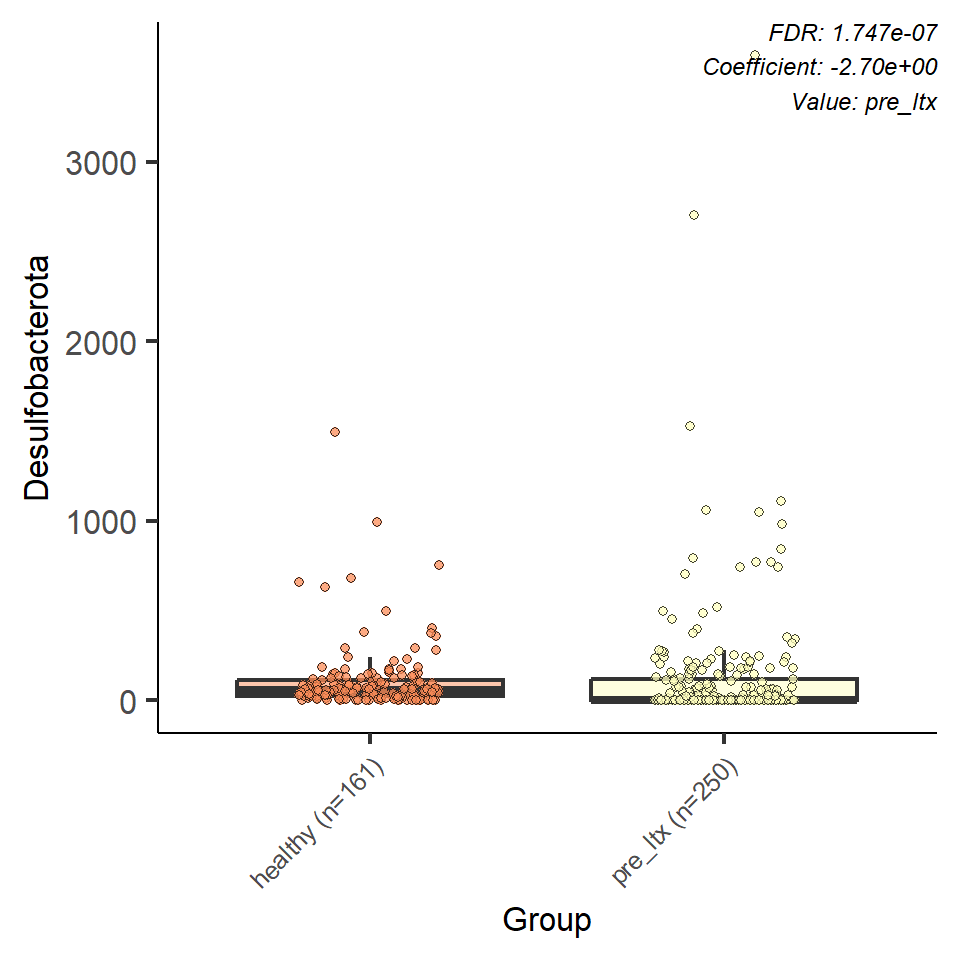 FDR: 1.747e-07
Coefficient: -2.70e+00
Value: pre_ltx
Desulfobacterota
3000
2000
1000
0
healthy (n=161)
pre_ltx (n=250)
Group